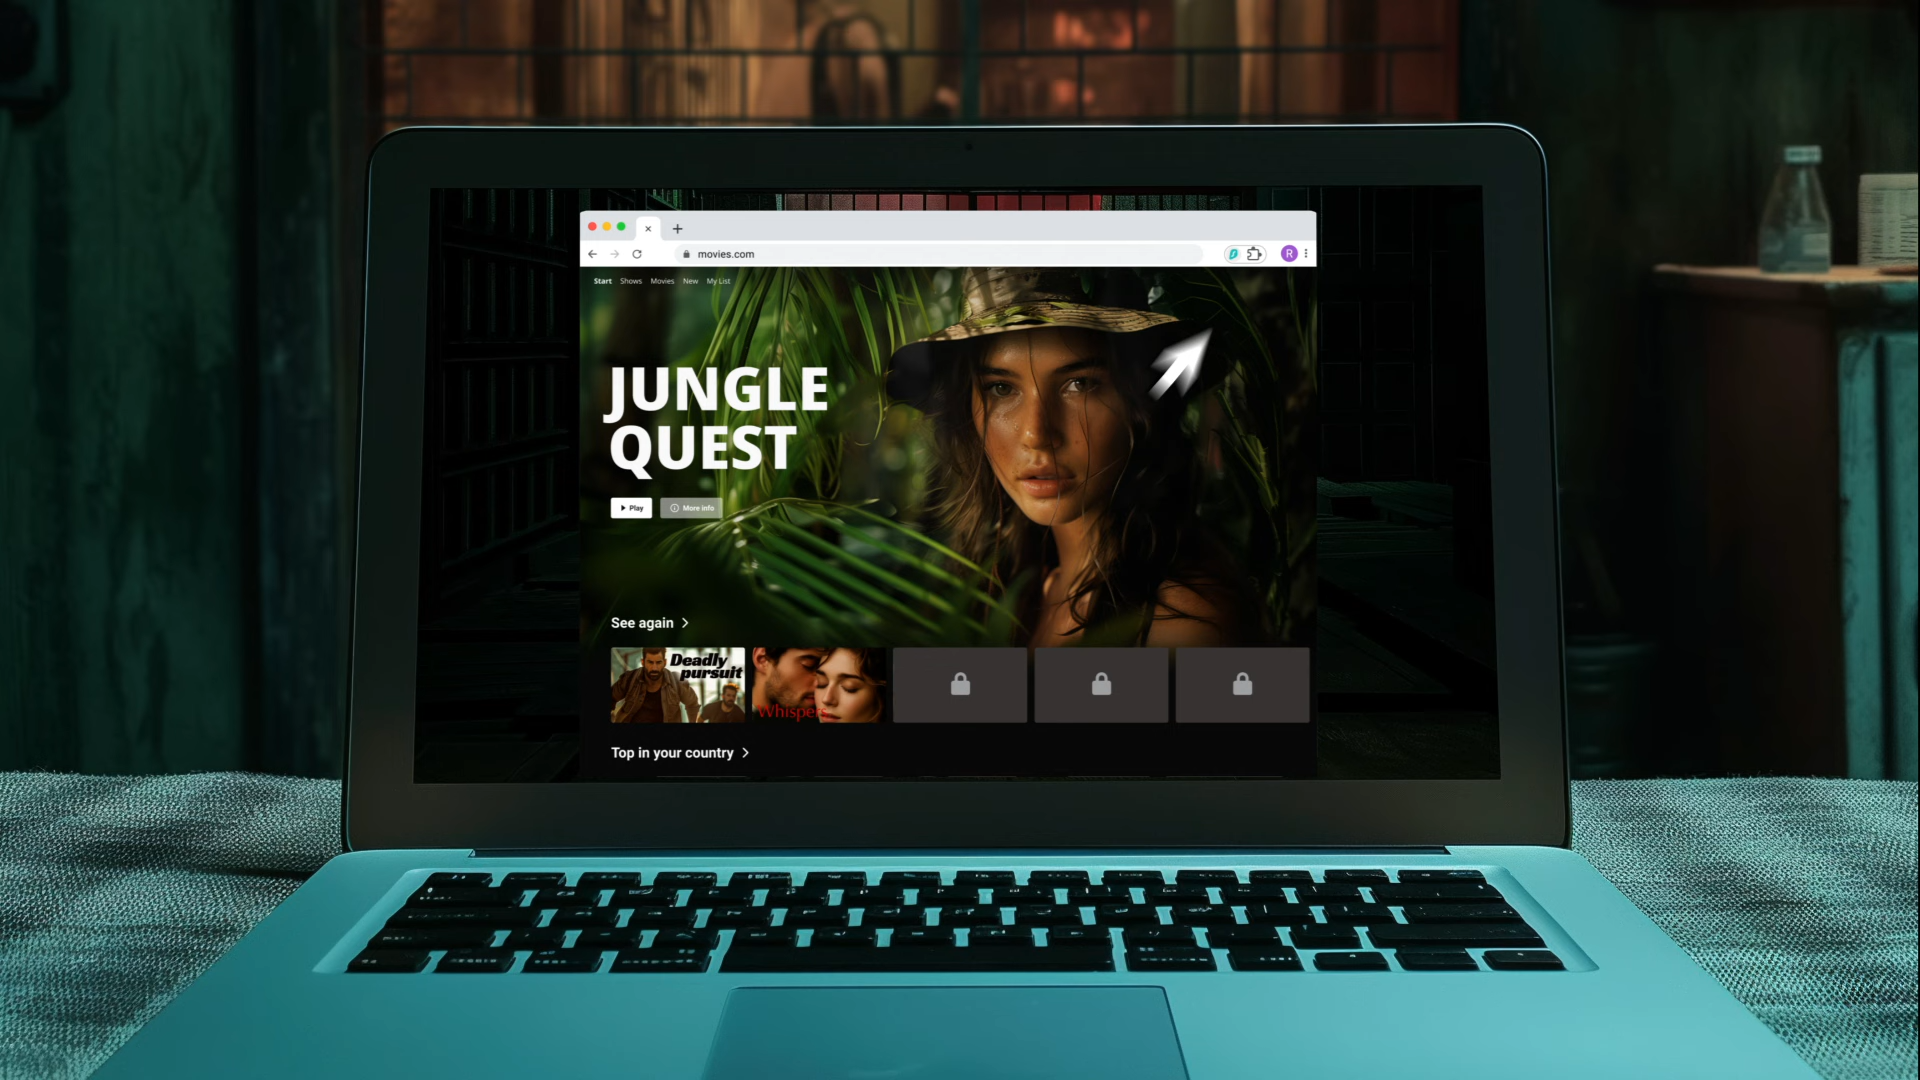 movies.com
R
Start Shows Movies New My List
JUNGLE
QUEST
Play
More info
See again
Deadly
pursuit
Whispers
Top in your country